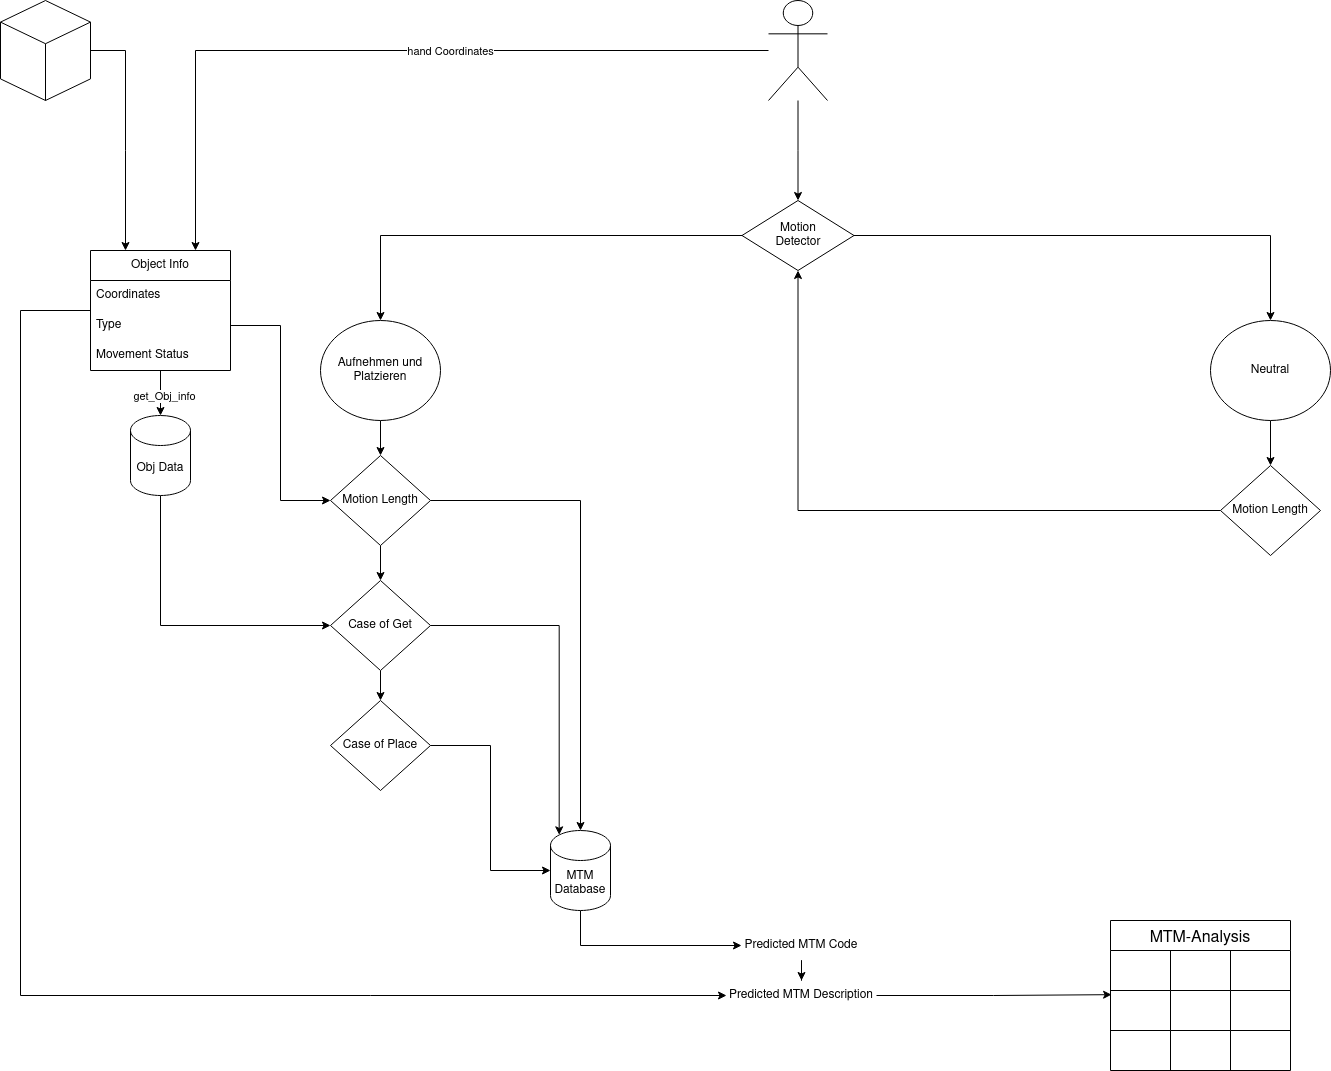 hand Coordinates
Motion
Detector
Object Info
Coordinates
Type
Movement Status
get_Obj_info
Obj Data
Aufnehmen und
Platzieren
Neutral
Motion Length
Motion Length
Case of Get
Case of Place
MTM
Database
Predicted MTM Code
Predicted MTM Description
MTM-Analysis